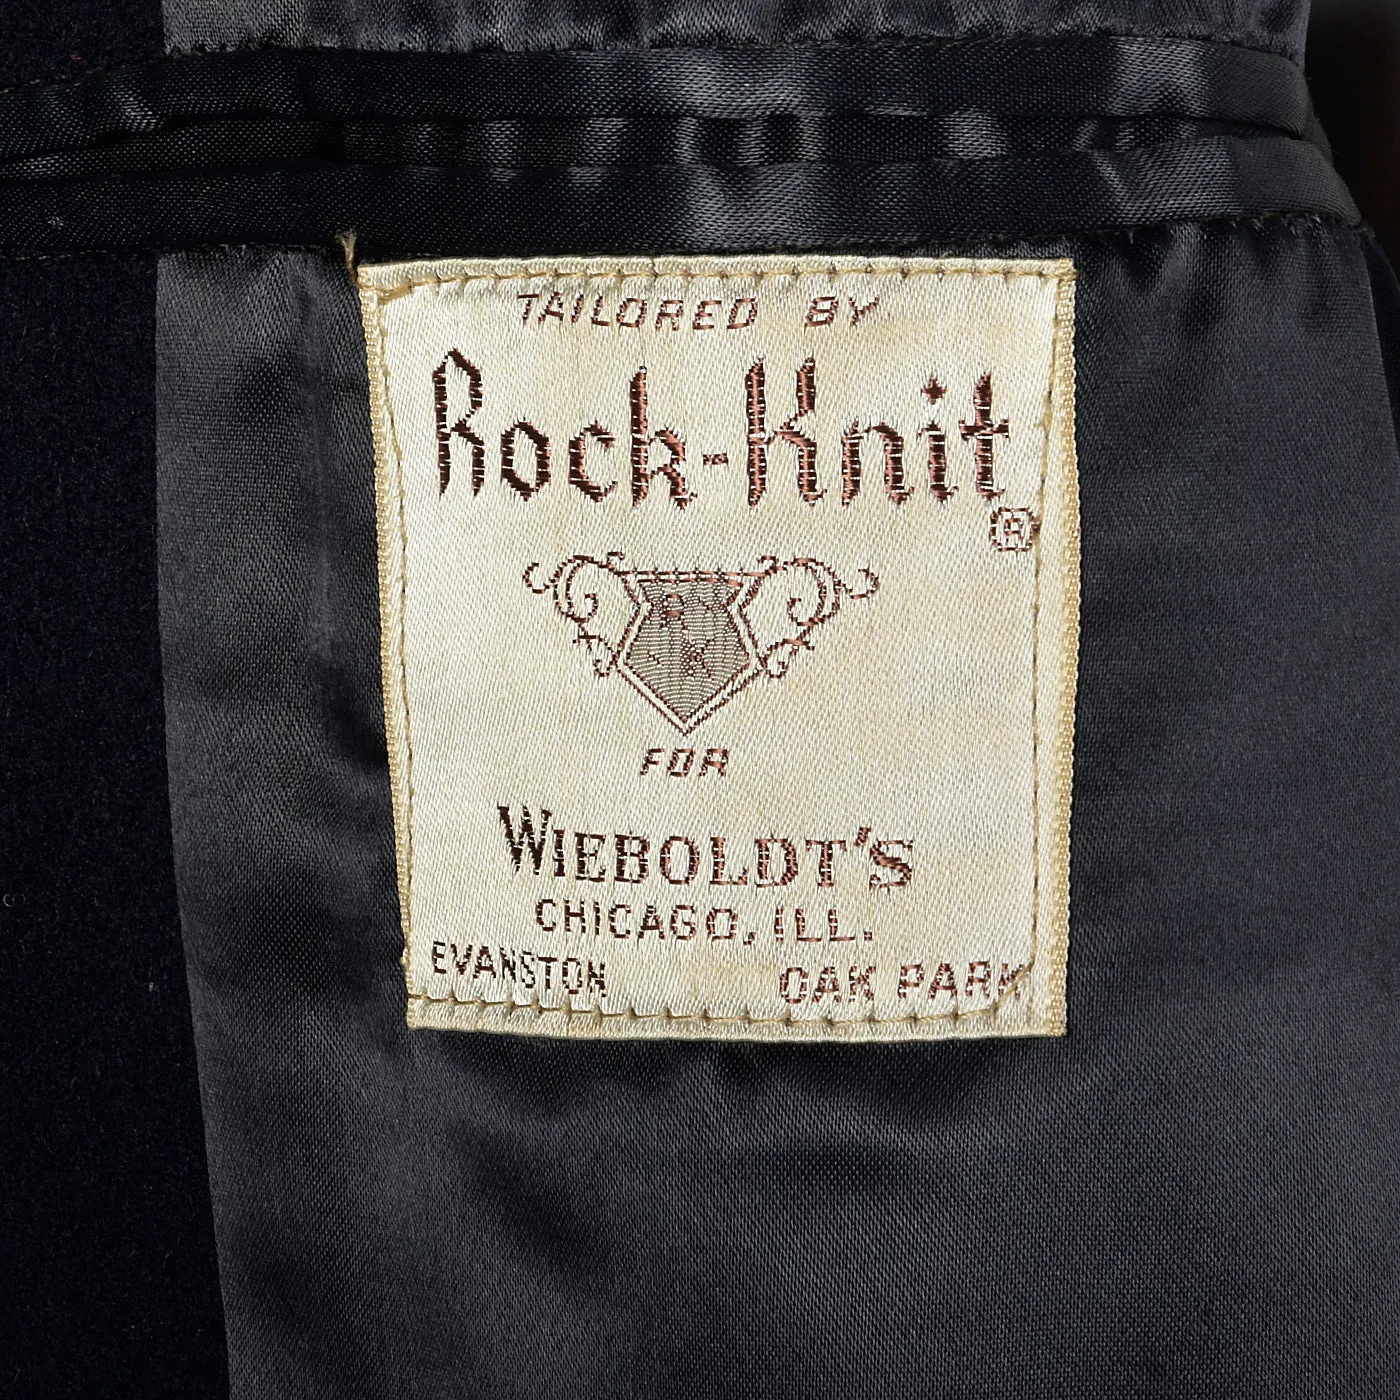 TAILORED BY
Rock-Knit
®
R
K
FOR
WIEBOLDT'S
CHICAGO, ILL.
EVANSTON OAK PARK